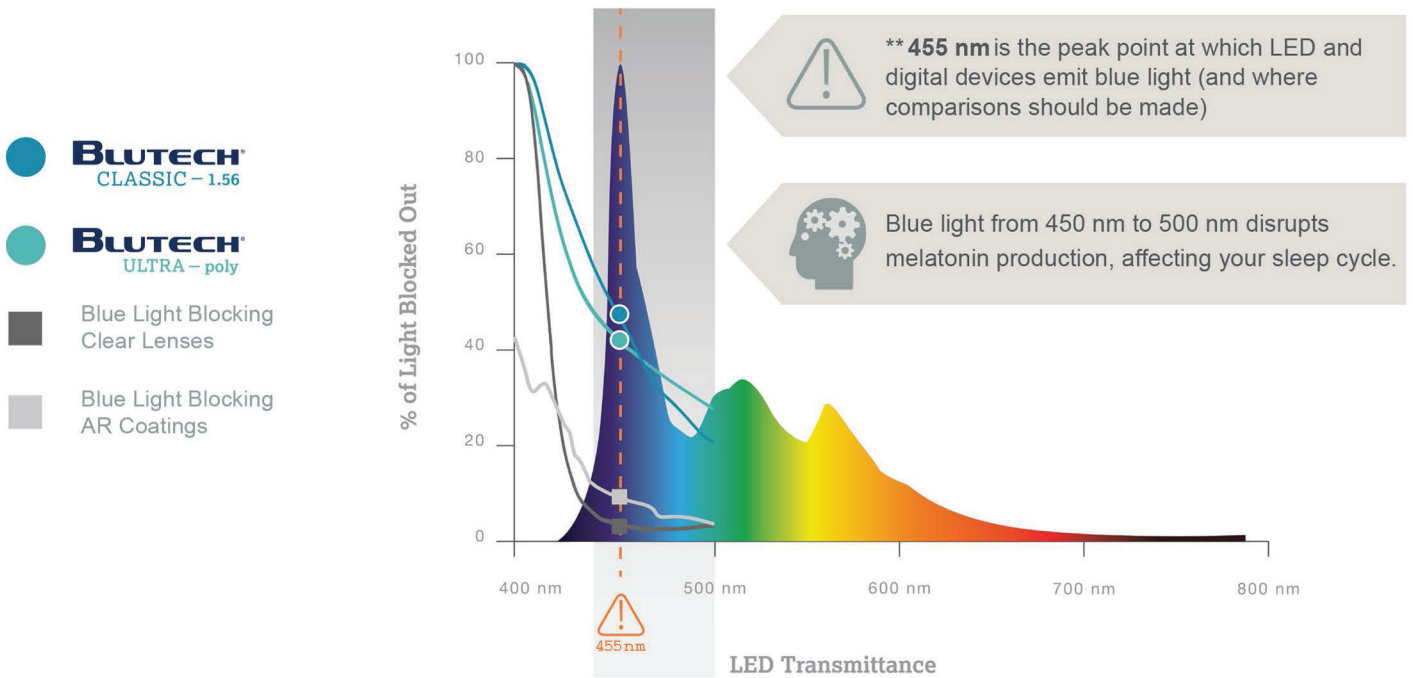 BLUTECH®
CLASSIC – 1.56
BLUTECH®
ULTRA – poly
Blue Light Blocking
Clear Lenses
Blue Light Blocking
AR Coatings
% of Light Blocked Out
100
80
60
40
20
0
400 nm
500 nm
600 nm
700 nm
800 nm
455 nm
LED Transmittance
** 455 nm is the peak point at which LED and
digital devices emit blue light (and where
comparisons should be made)
Blue light from 450 nm to 500 nm disrupts
melatonin production, affecting your sleep cycle.